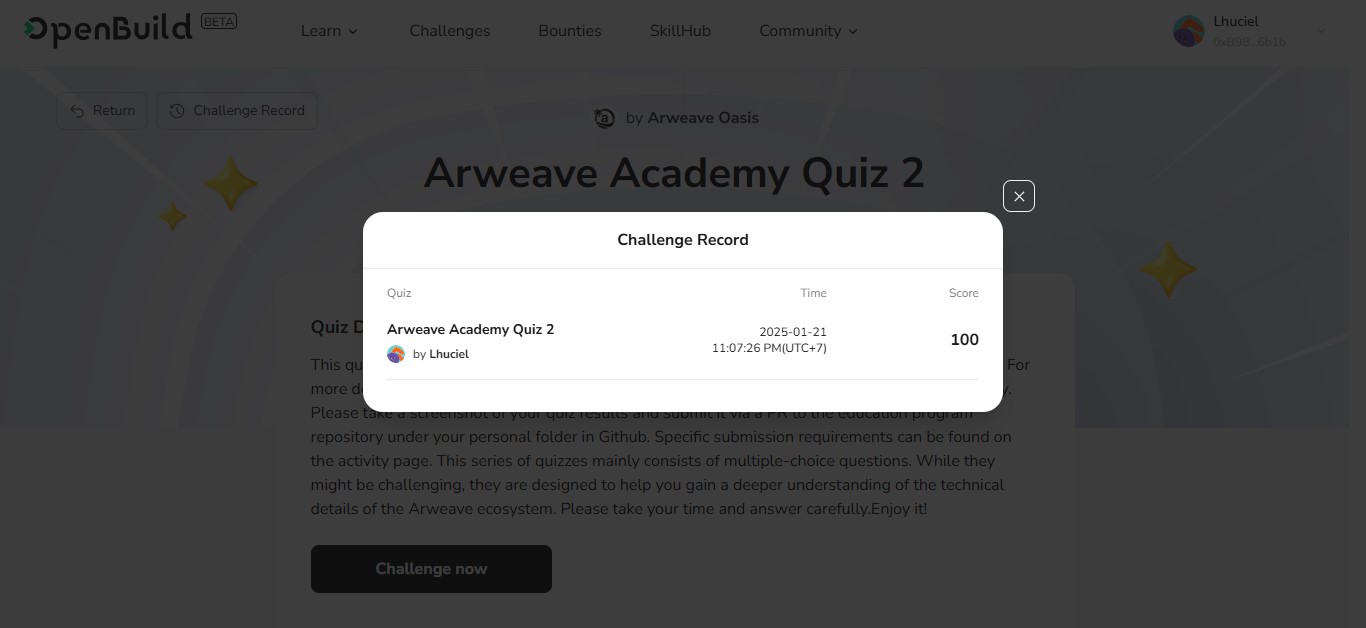 OpenBuild BETA
Learn Challenges Bounties SkillHub Community
Lhuciel
0xB9B...6b1b
Return Challenge Record
by Arweave Oasis
Arweave Academy Quiz 2
Challenge Record
Quiz Time Score
Arweave Academy Quiz 2
by Lhuciel
2025-01-21
11:07:26 PM(UTC+7)
100
Quiz D
This qu For
more de y.
Please take a screenshot of your quiz results and submit it via a PR to the education program
repository under your personal folder in Github. Specific submission requirements can be found on
the activity page. This series of quizzes mainly consists of multiple-choice questions. While they
might be challenging, they are designed to help you gain a deeper understanding of the technical
details of the Arweave ecosystem. Please take your time and answer carefully.Enjoy it!
Challenge now